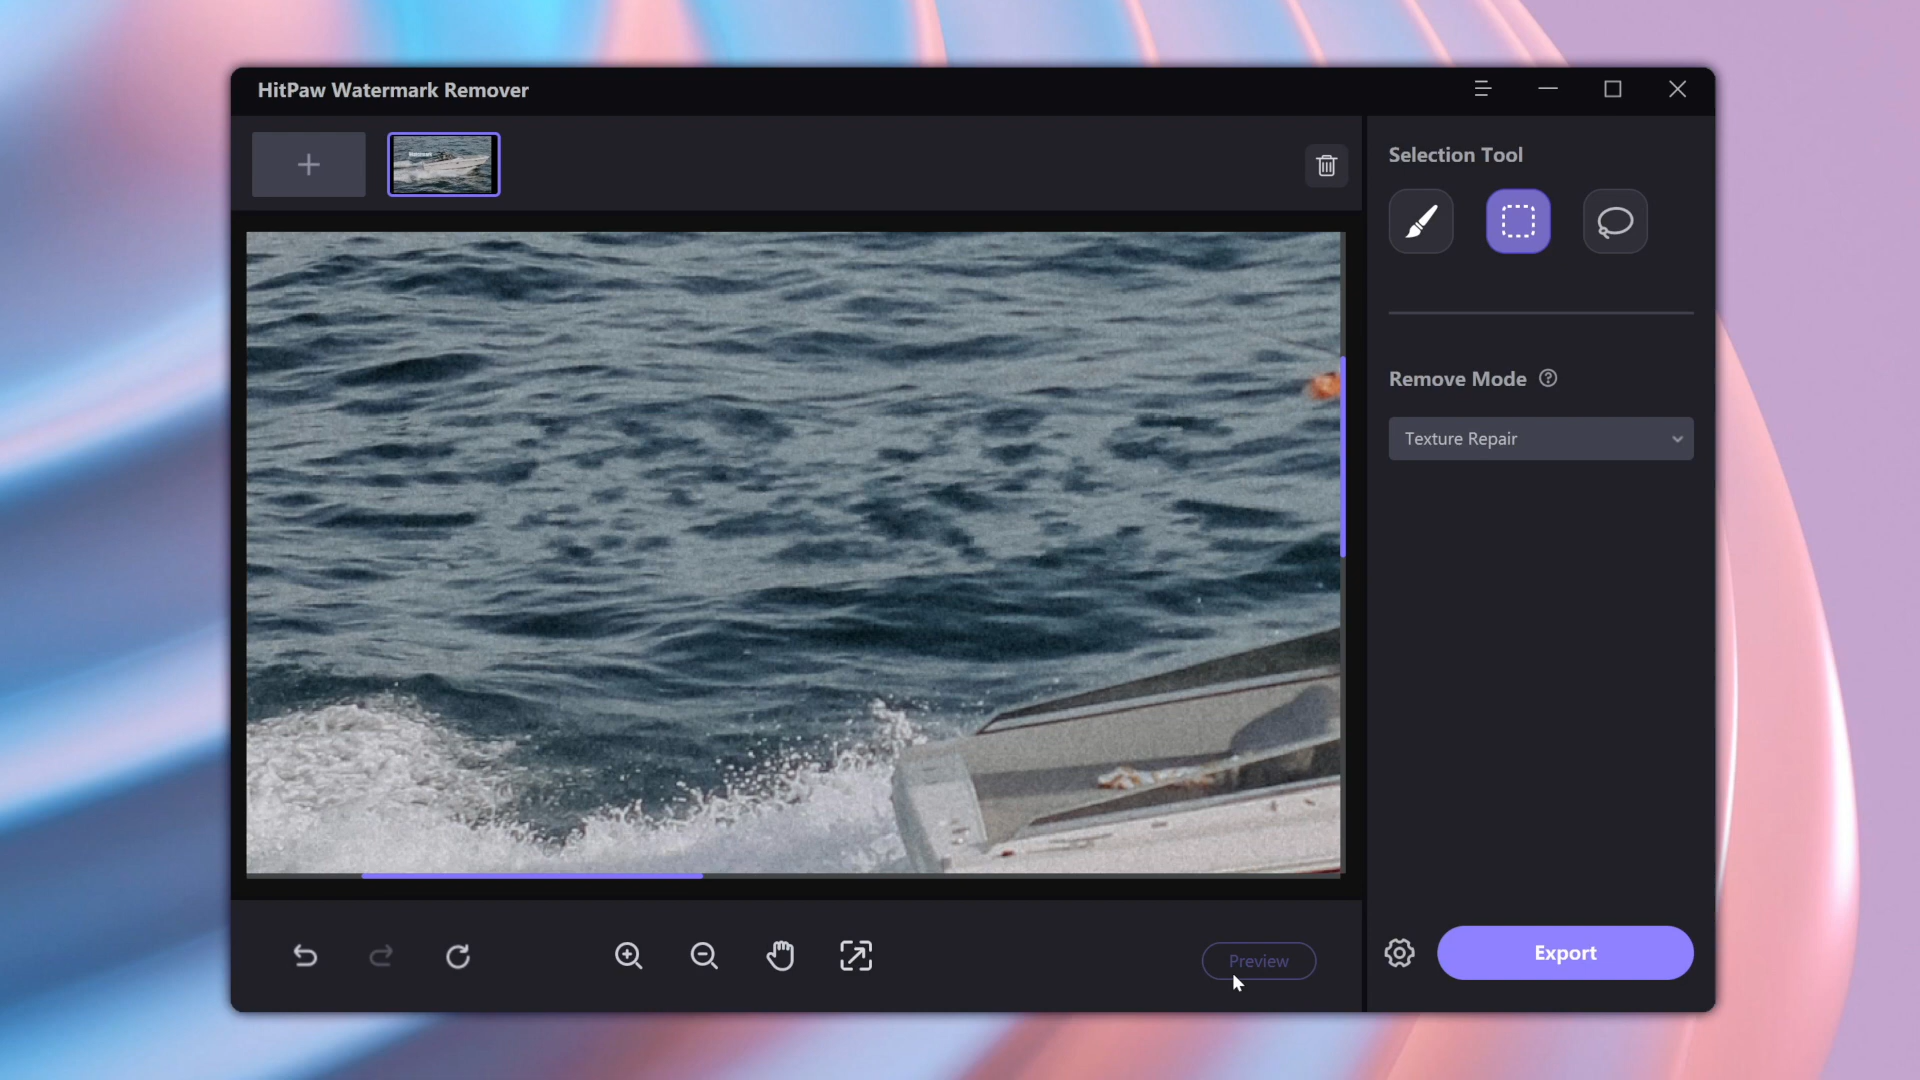 HitPaw Watermark Remover
Selection Tool
Remove Mode
Texture Repair
Preview
Export